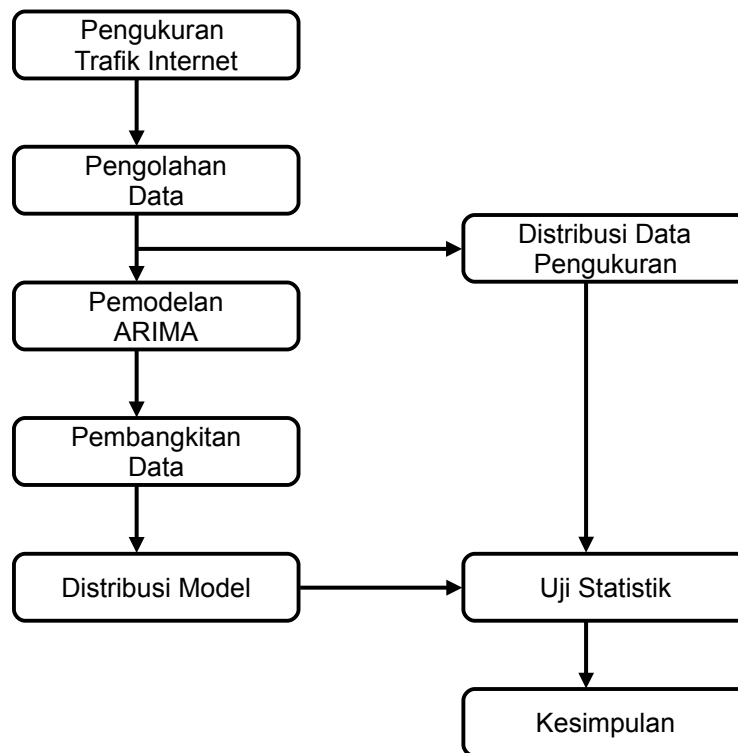 Pengukuran
Trafik Internet
Pengolahan
Data
Distribusi Data
Pengukuran
Pemodelan
ARIMA
Pembangkitan
Data
Distribusi Model
Uji Statistik
Kesimpulan